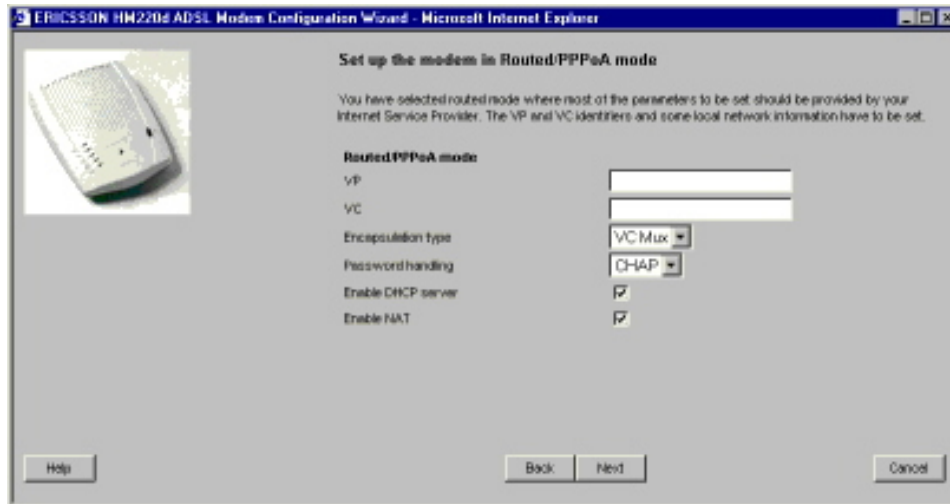 ERICSSON HM220d ADSL Modem Configuration Wizard - Microsoft Internet Explorer
Set up the modem in Routed/PPPoA mode
You have selected routed mode where most of the parameters to be set should be provided by your
Internet Service Provider. The VP and VC identifiers and some local network information have to be set.
Routed/PPPoA mode
VP
VC
Encapsulation type VC Mux
Password handling CHAP
Enable DHCP server
Enable NAT
Help Back Next Cancel